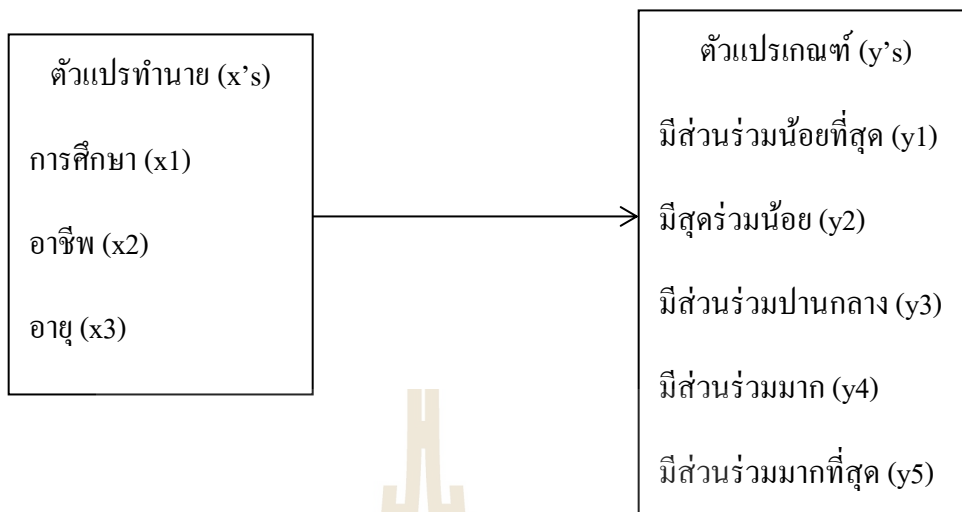 ตัวแปรทำนาย (x's)
การศึกษา (x1)
อาชีพ (x2)
อายุ (x3)
ตัวแปรเกณฑ์ (y's)
มีส่วนร่วมน้อยที่สุด (y1)
มีสุดร่วมน้อย (y2)
มีส่วนร่วมปานกลาง (y3)
มีส่วนร่วมมาก (y4)
มีส่วนร่วมมากที่สุด (y5)